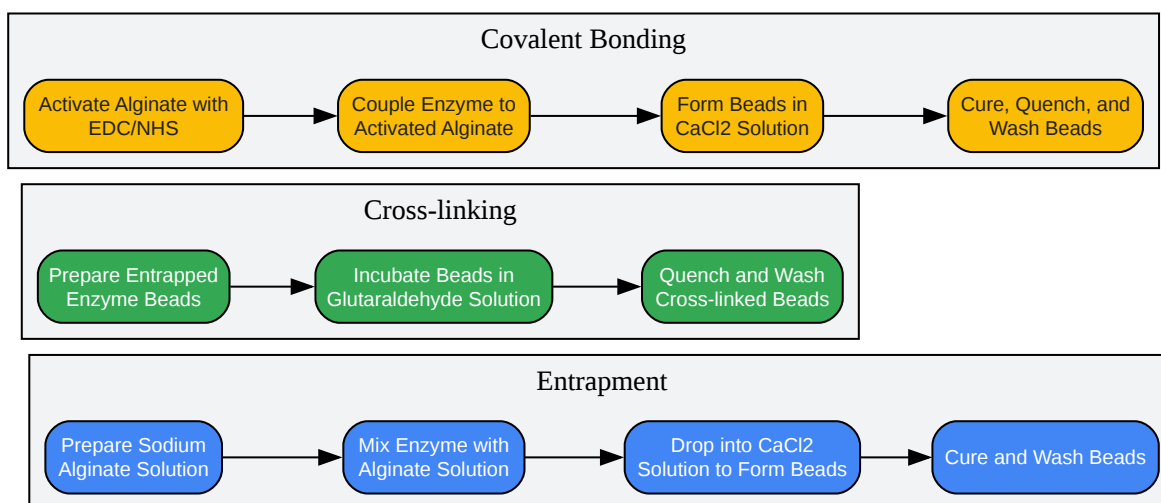 Covalent Bonding
Activate Alginate with
EDC/NHS
Couple Enzyme to
Activated Alginate
Form Beads in
CaCl2 Solution
Cure, Quench, and
Wash Beads
Cross-linking
Prepare Entrapped
Enzyme Beads
Incubate Beads in
Glutaraldehyde Solution
Quench and Wash
Cross-linked Beads
Entrapment
Prepare Sodium
Alginate Solution
Mix Enzyme with
Alginate Solution
Drop into CaCl2
Solution to Form Beads
Cure and Wash Beads